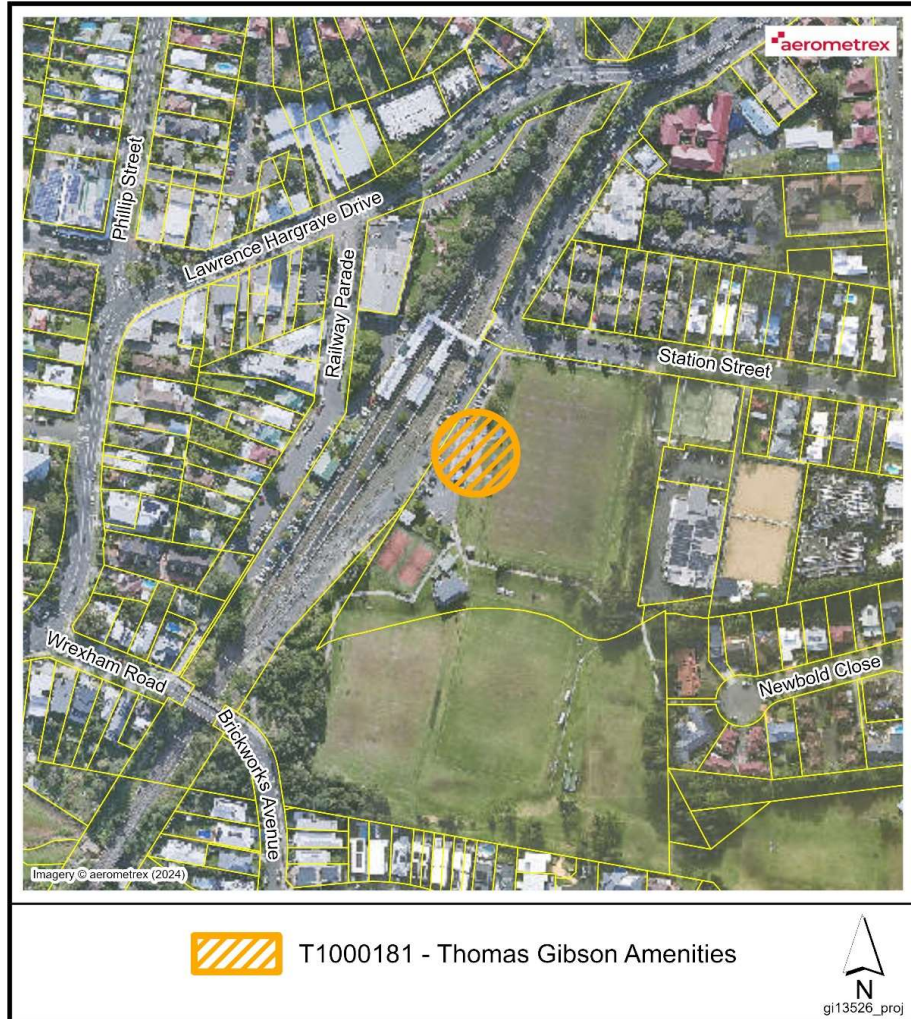 aerometrex
Phillip Street
Lawrence Hargrave Drive
Railway Parade
Station Street
Newbold Close
Wrexham Road
Brickworks Avenue
Imagery © aerometrex (2024)
T1000181 - Thomas Gibson Amenities
N
gi13526_proj